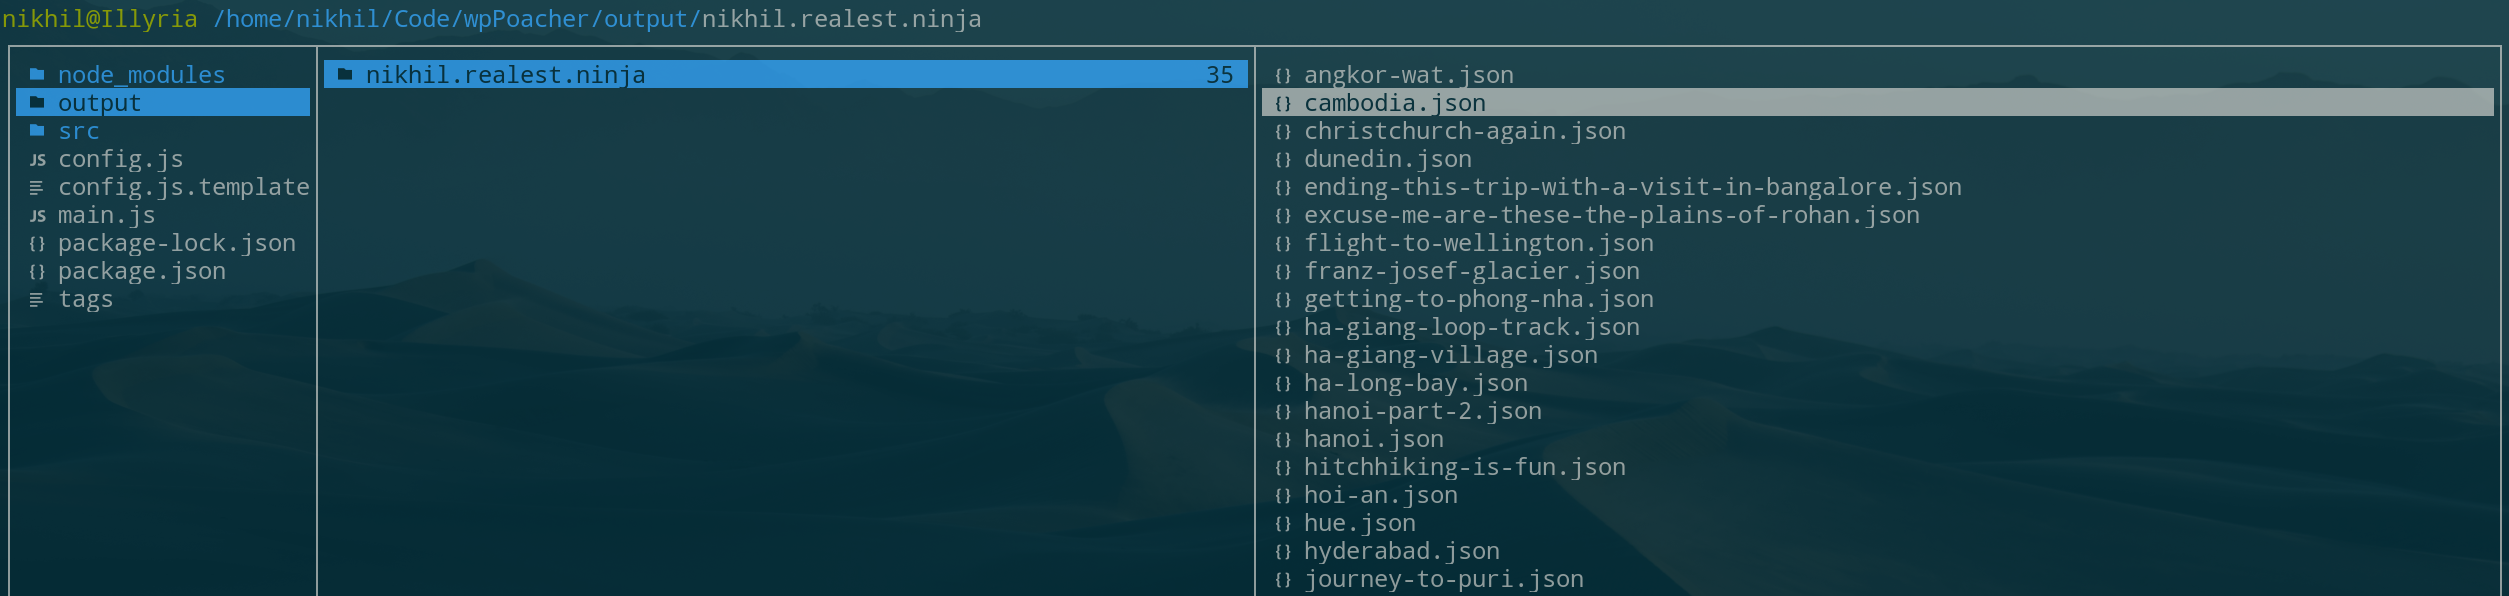 nikhil@Illyria /home/nikhil/Code/wpPoacher/output/nikhil.realest.ninja
node_modules
output
src
JS config.js
config.js.template
JS main.js
{} package-lock.json
{} package.json
tags
nikhil.realest.ninja 35
{} angkor-wat.json
{} cambodia.json
{} christchurch-again.json
{} dunedin.json
{} ending-this-trip-with-a-visit-in-bangalore.json
{} excuse-me-are-these-the-plains-of-rohan.json
{} flight-to-wellington.json
{} franz-josef-glacier.json
{} getting-to-phong-nha.json
{} ha-giang-loop-track.json
{} ha-giang-village.json
{} ha-long-bay.json
{} hanoi-part-2.json
{} hanoi.json
{} hitchhiking-is-fun.json
{} hoi-an.json
{} hue.json
{} hyderabad.json
{} journey-to-puri.json